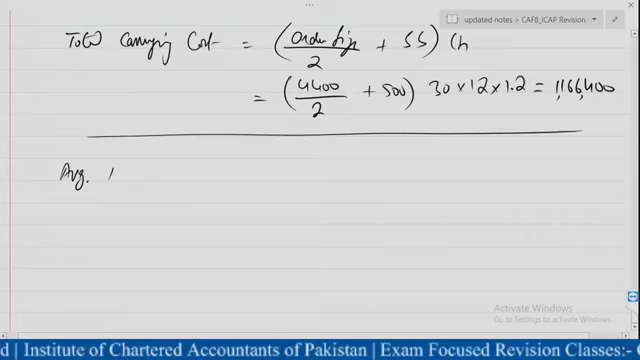 updated notes > CAF8_ICAP Revision
Total Carrying Cost = (Order Size / 2 + SS) Ch
= (4400 / 2 + 500) 30 × 12 × 1.2 = 1,166,400
Avg.
Activate Windows
Go to Settings to activate Windows.
d | Institute of Chartered Accountants of Pakistan | Exam Focused Revision Classes:-